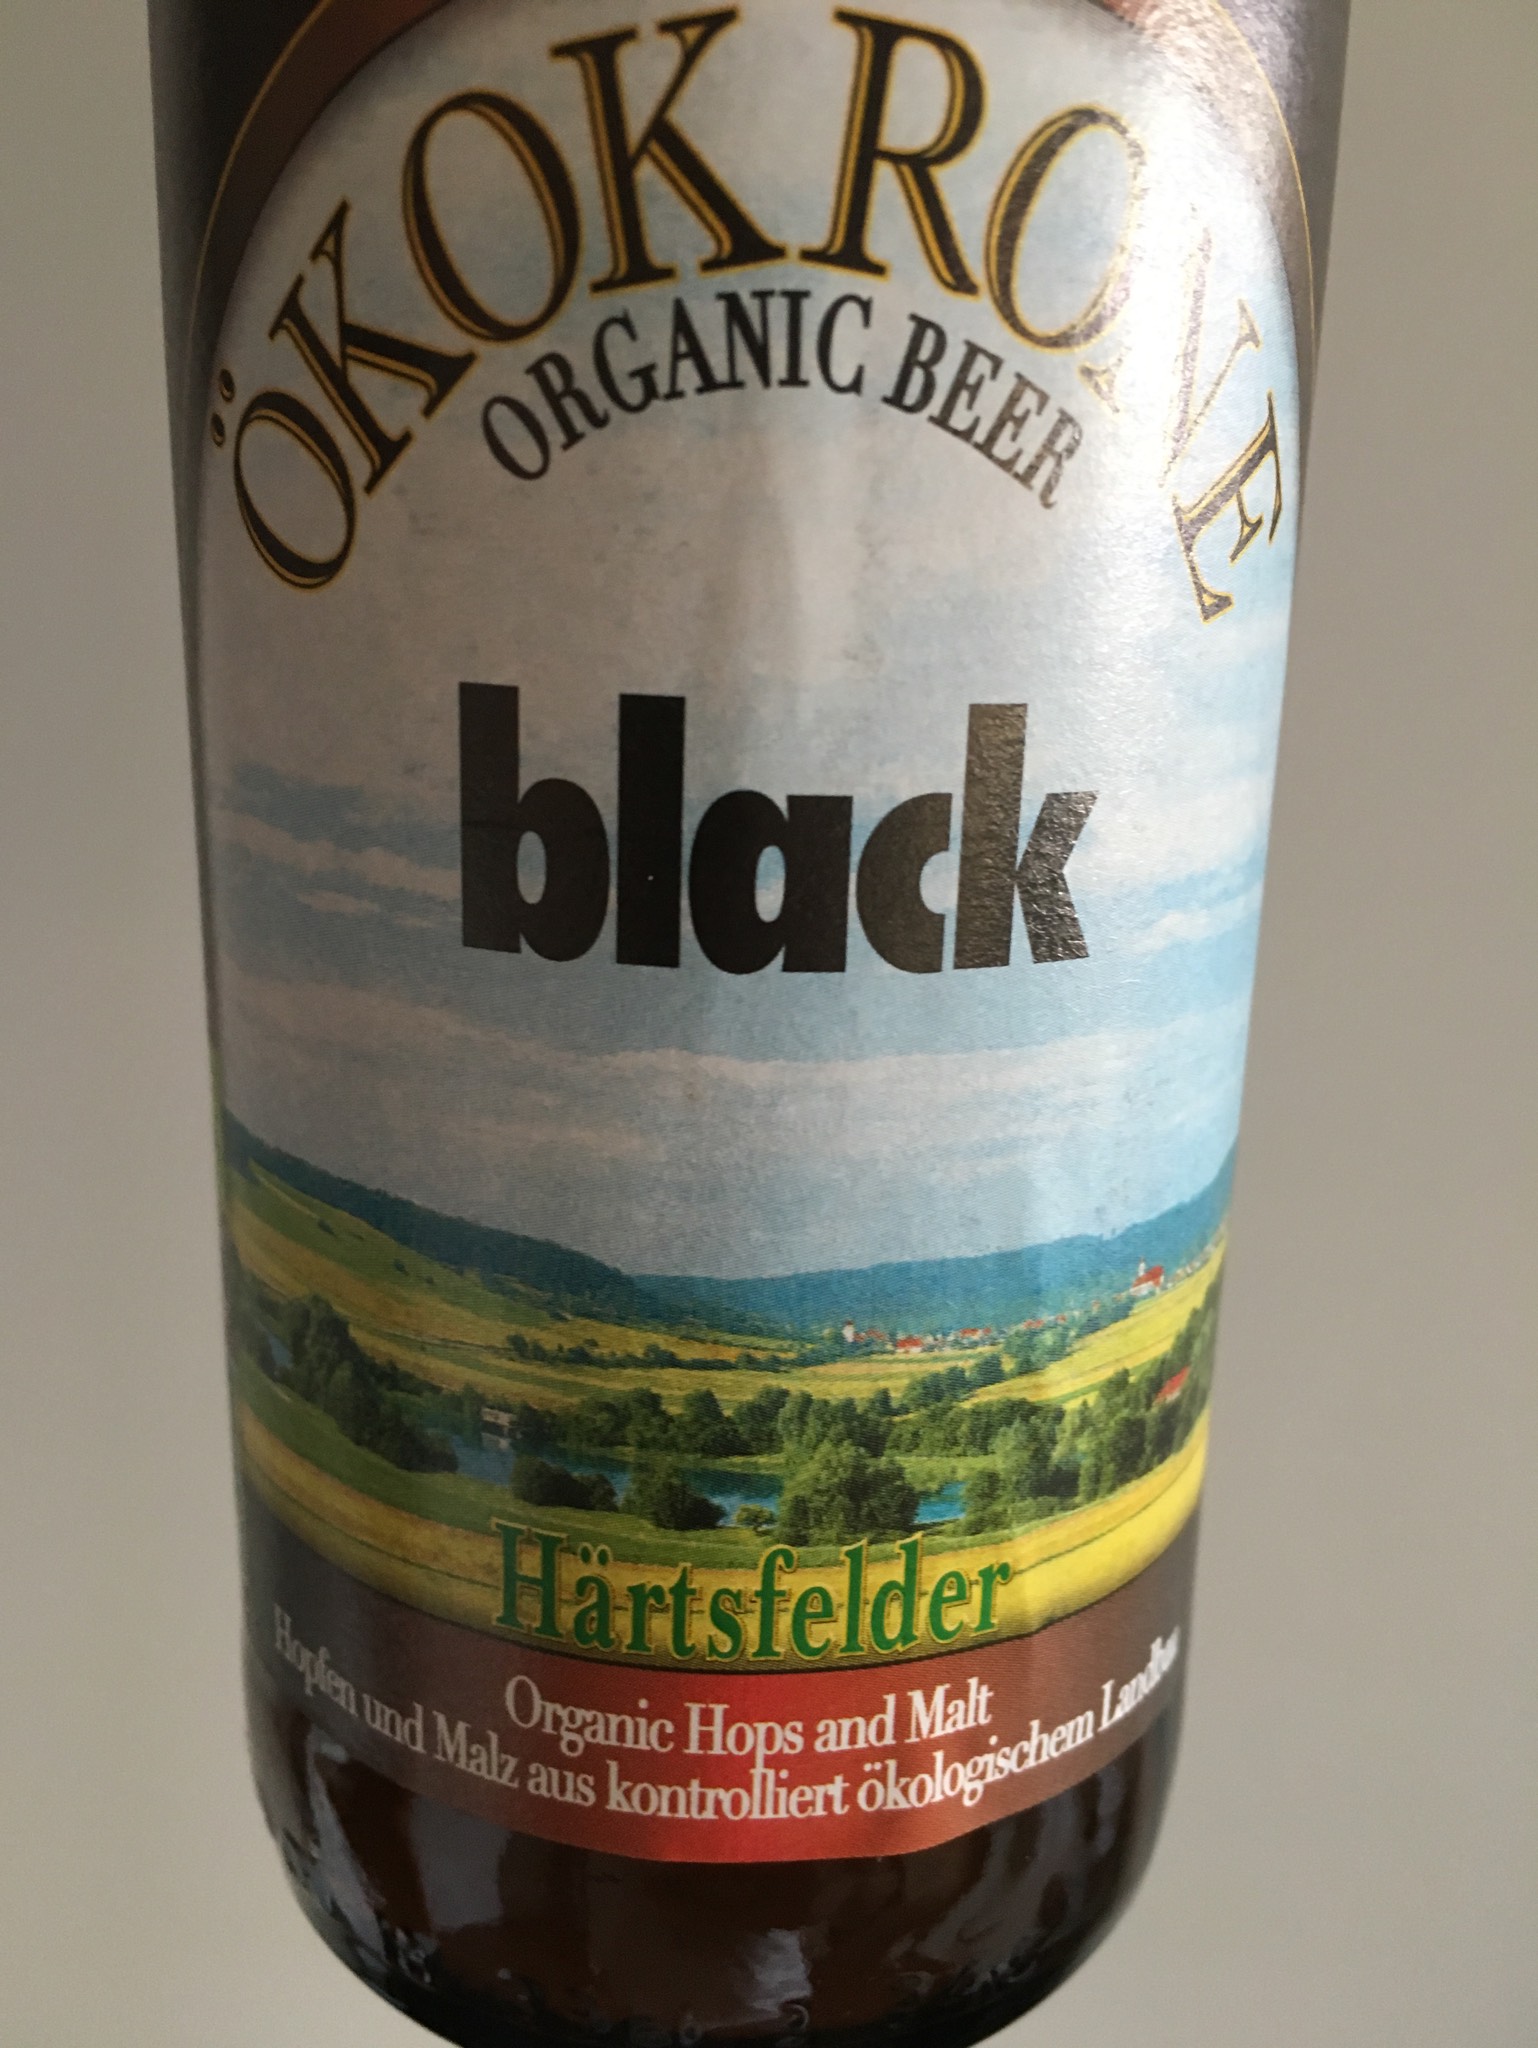 ÖKOKRONE
ORGANIC BEER
black
Härtsfelder
Organic Hops and Malt
Hopfen und Malz aus kontrolliert ökologischem Landbau